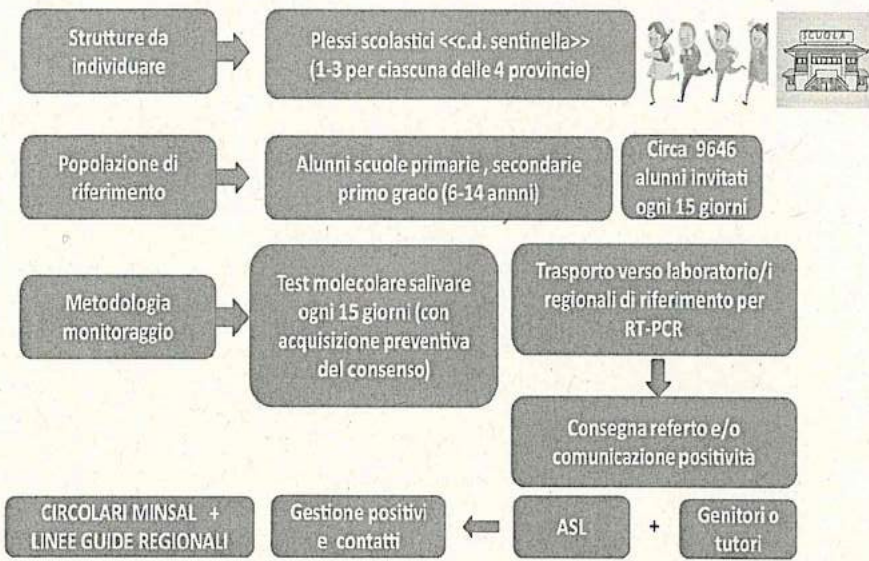 Strutture da
individuare
Plessi scolastici <<c.d. sentinella>>
(1-3 per ciascuna delle 4 provincie)
SCUOLA
Popolazione di
riferimento
Alunni scuole primarie , secondarie
primo grado (6-14 annni)
Circa 9646
alunni invitati
ogni 15 giorni
Metodologia
monitoraggio
Test molecolare salivare
ogni 15 giorni (con
acquisizione preventiva
del consenso)
Trasporto verso laboratorio/i
regionali di riferimento per
RT-PCR
Consegna referto e/o
comunicazione positività
CIRCOLARI MINSAL +
LINEE GUIDE REGIONALI
Gestione positivi
e contatti
ASL
+
Genitori o
tutori